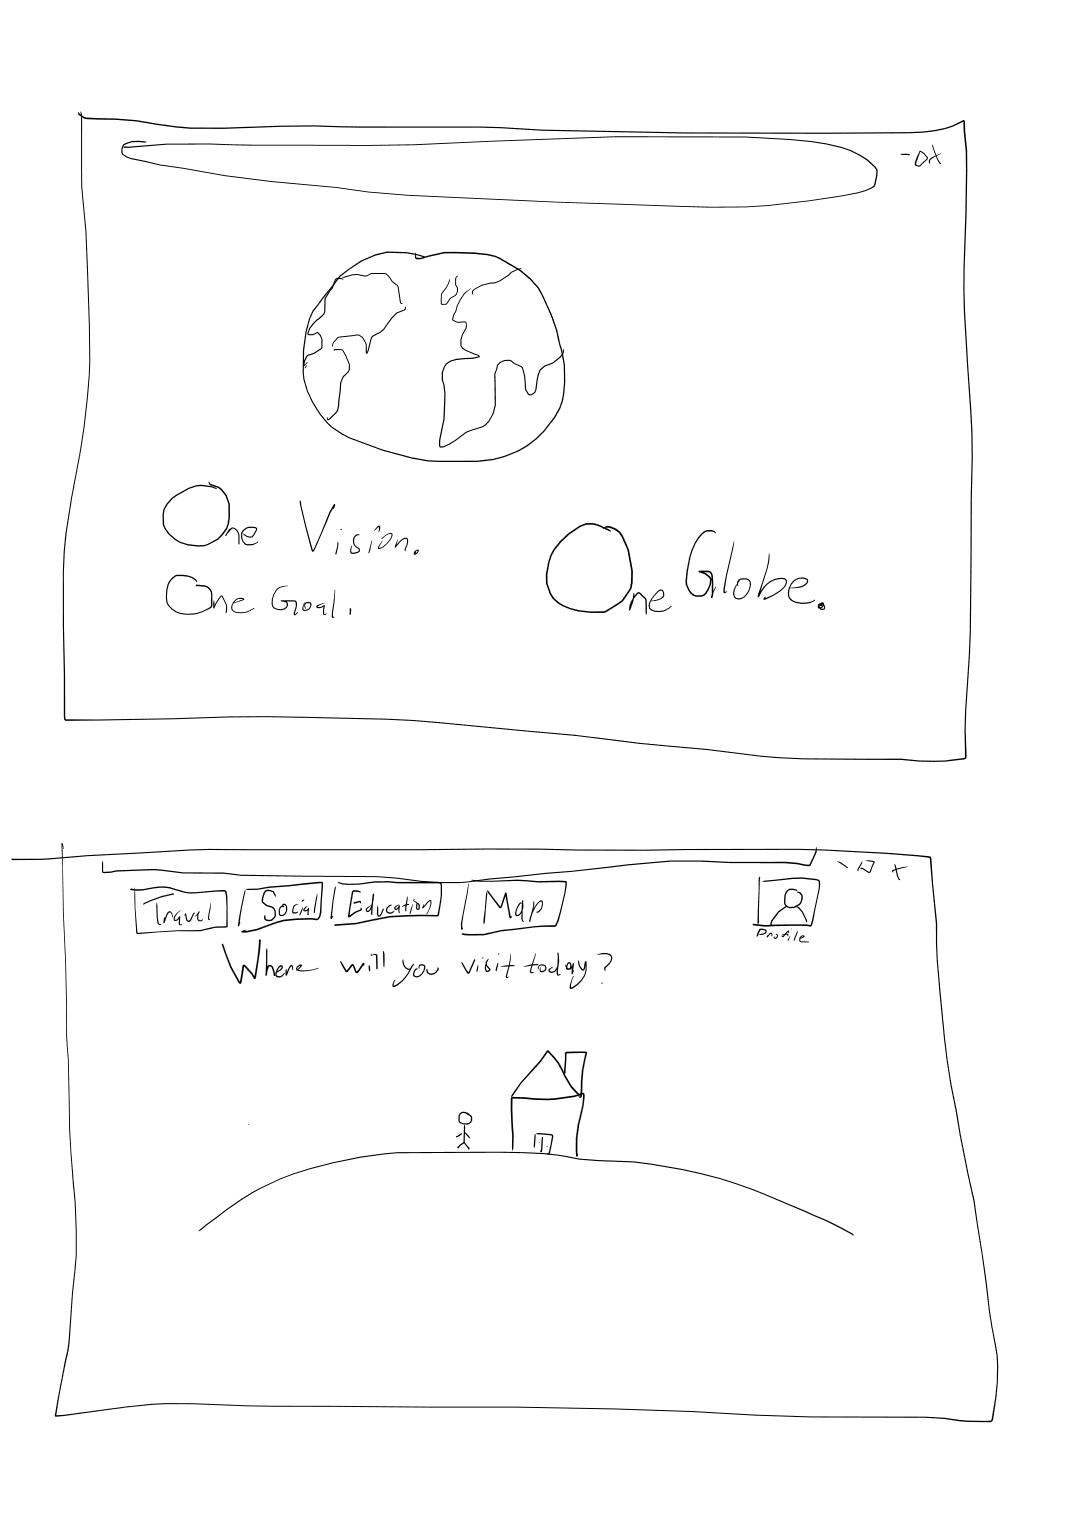 One Vision.
One Goal.
One Globe.
Travel
Social
Education
Map
Profile
Where will you visit today?